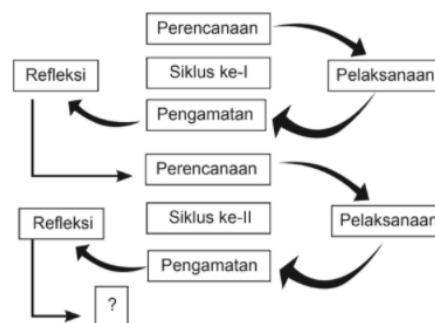 Perencanaan
Refleksi
Siklus ke-I
Pelaksanaan
Pengamatan
Perencanaan
Refleksi
Siklus ke-II
Pelaksanaan
Pengamatan
?